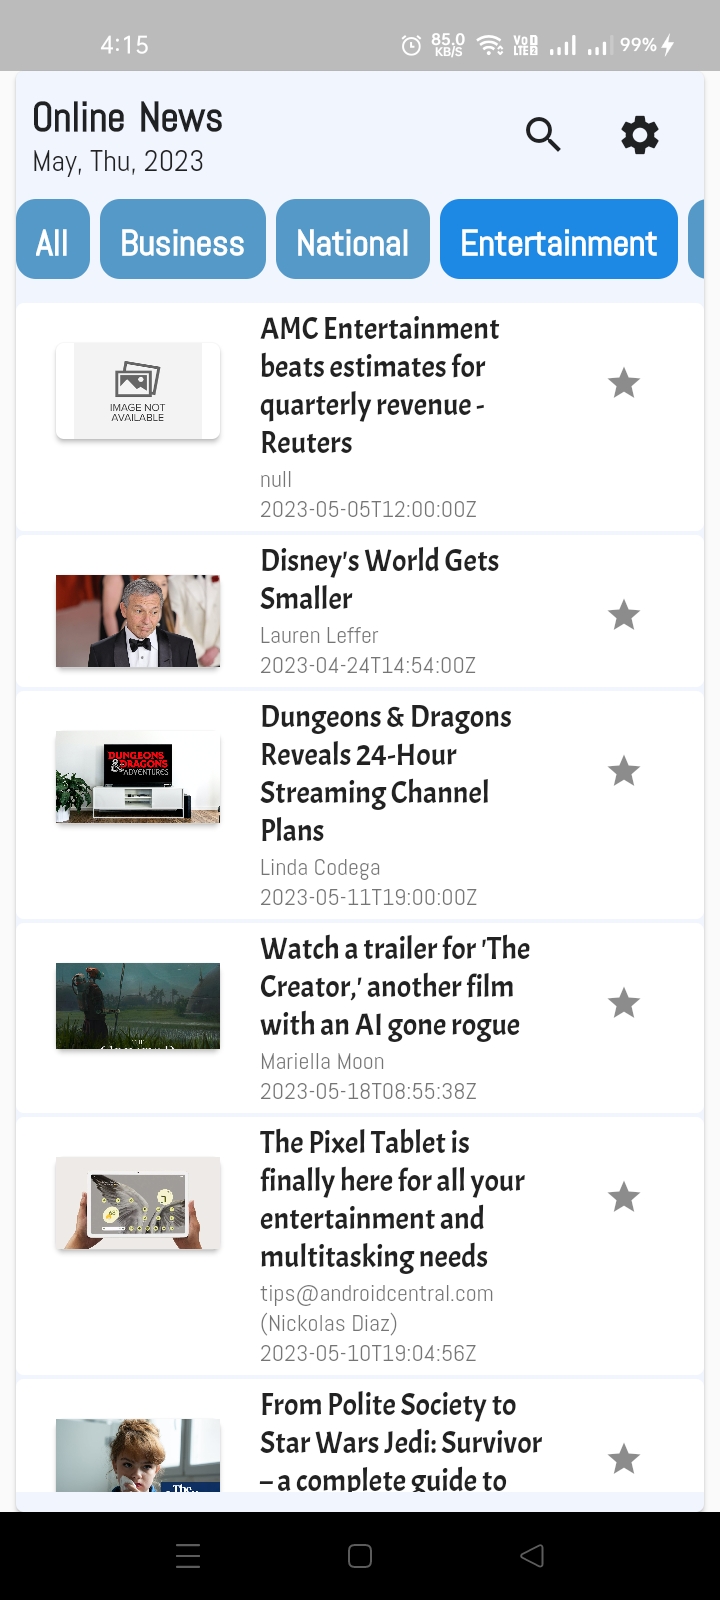 4:15
85.0
KB/S
VoD
LTE2
99%
Online News
May, Thu, 2023
All
Business
National
Entertainment
AMC Entertainment
beats estimates for
quarterly revenue -
Reuters
null
2023-05-05T12:00:00Z
IMAGE NOT
AVAILABLE
Disney's World Gets
Smaller
Lauren Leffer
2023-04-24T14:54:00Z
Dungeons & Dragons
Reveals 24-Hour
Streaming Channel
Plans
Linda Codega
2023-05-11T19:00:00Z
DUNGEONS
& DRAGONS
ADVENTURES
Watch a trailer for 'The
Creator,' another film
with an AI gone rogue
Mariella Moon
2023-05-18T08:55:38Z
The Pixel Tablet is
finally here for all your
entertainment and
multitasking needs
tips@androidcentral.com
(Nickolas Diaz)
2023-05-10T19:04:56Z
From Polite Society to
Star Wars Jedi: Survivor
– a complete guide to
The